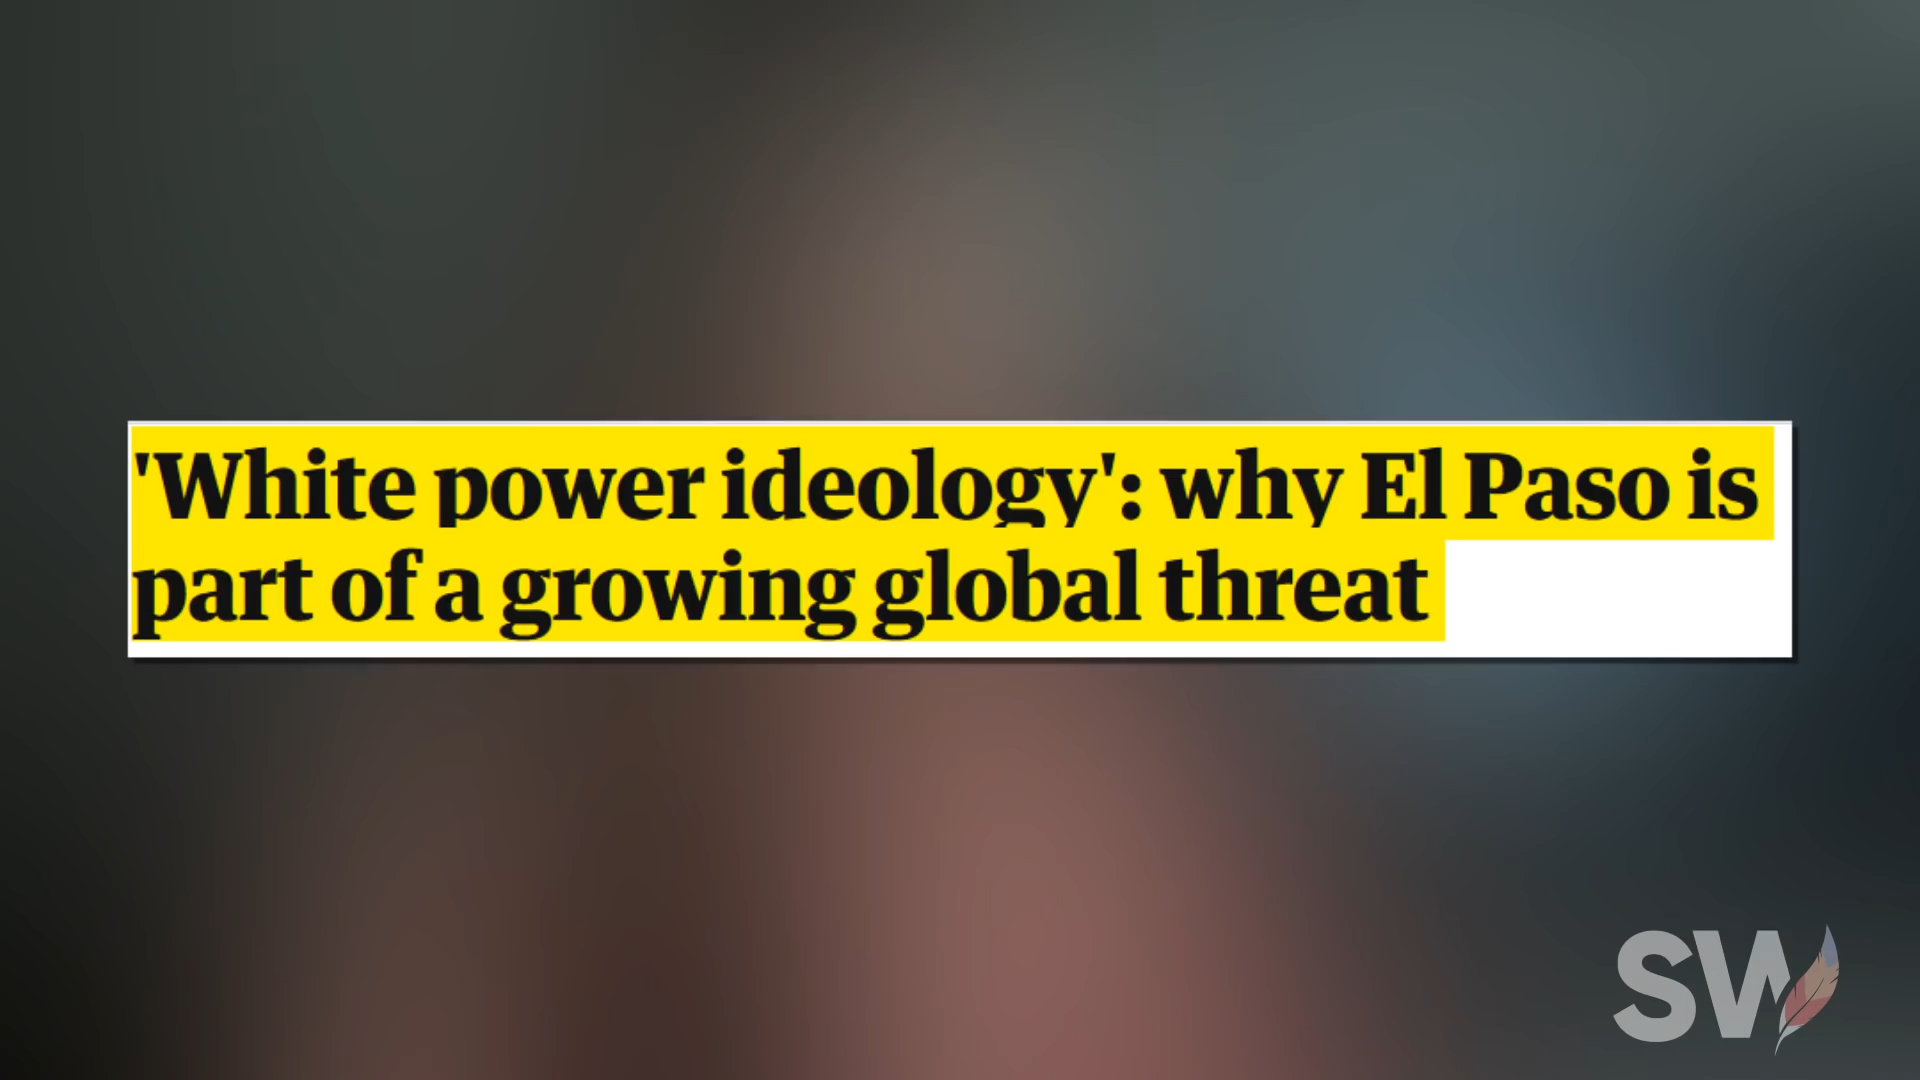 'White power ideology': why El Paso is
part of a growing global threat
SW